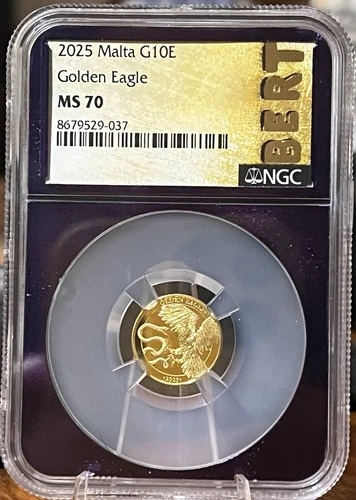 2025 Malta G10E
Golden Eagle
MS 70
8679529-037
BERT
NGC
GOLDEN EAGLE
2025